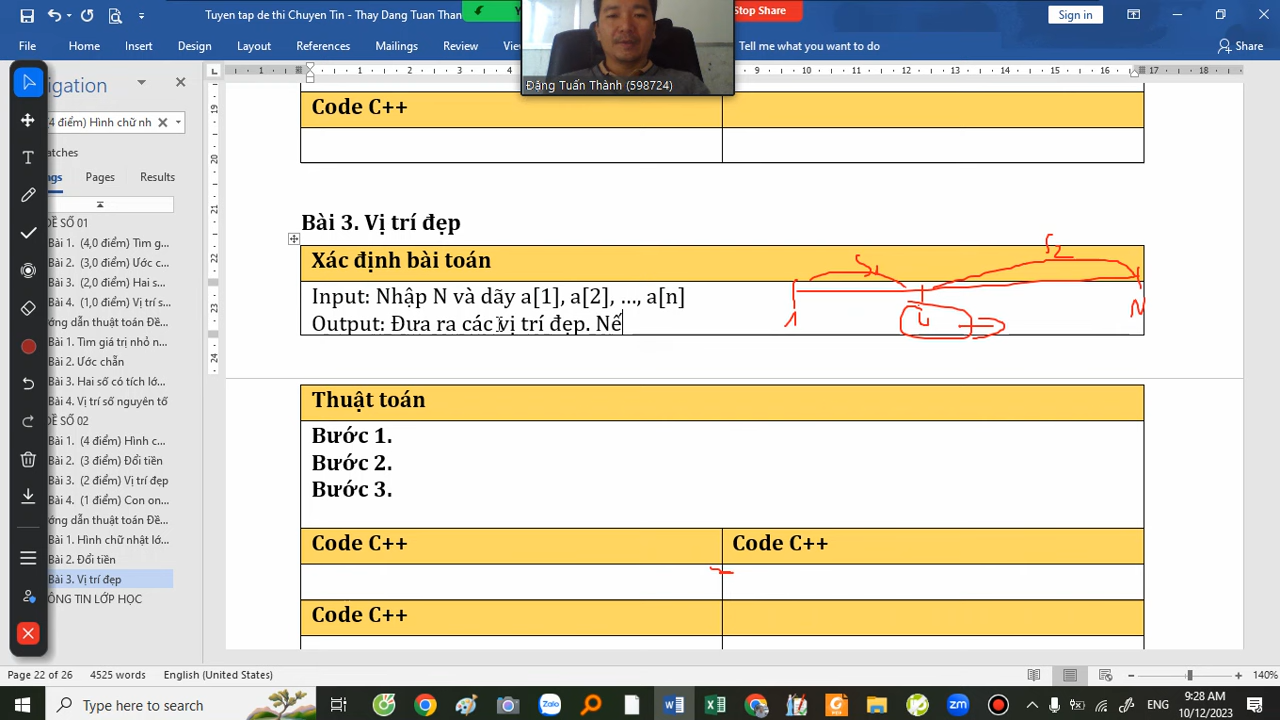 Tuyen tap de thi Chuyen Tin - Thay Dang Tuan Thanh
Stop Share
Sign in
File Home Insert Draw Design Layout References Mailings Review Tell me what you want to do Share
Đặng Tuấn Thành (598724)
igation
(4 điểm) Hình chữ nh
atches
Pages Results
ĐỀ SỐ 01
Bài 1. (4,0 điểm) Tìm g...
Bài 2. (3,0 điểm) Ước c...
Bài 3. (2,0 điểm) Hai số...
Bài 4. (1,0 điểm) Vị trí s...
Bài 1. Tìm giá trị nhỏ n...
Bài 2. Ước chẵn
Bài 3. Hai số có tích lớ...
Bài 4. Vị trí số nguyên tố
ĐỀ SỐ 02
Bài 1. (4 điểm) Hình c...
Bài 2. (3 điểm) Đổi tiền
Bài 3. (2 điểm) Vị trí đẹp
Bài 4. (1 điểm) Con on...
ớng dẫn thuật toán Đề...
Bài 1. Hình chữ nhật lớ...
Bài 2. Đổi tiền
Bài 3. Vị trí đẹp
ÔNG TIN LỚP HỌC
Code C++
Bài 3. Vị trí đẹp
Xác định bài toán
Input: Nhập N và dãy a[1], a[2], ..., a[n]
Output: Đưa ra các vị trí đẹp. Nế
S1
S2
1
4
N
Thuật toán
Bước 1.
Bước 2.
Bước 3.
Code C++ Code C++
Code C++
Page 22 of 26 4525 words English (United States) 140%
Type here to search
Zalo
zm
ENG
9:28 AM
10/12/2023